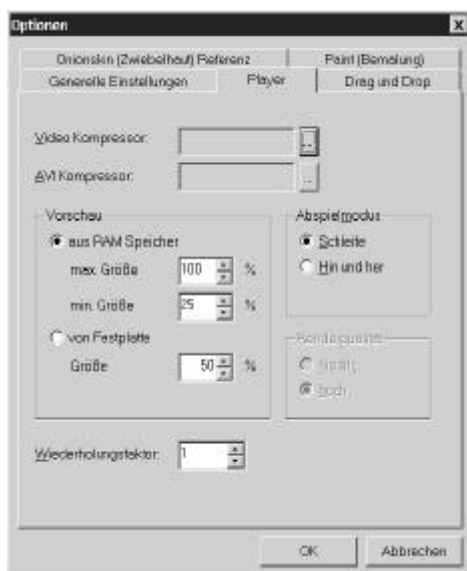 Optionen
Onionskin (Zwiebelhaut) Referenz
Paint (Bemalung)
Generelle Einstellungen
Player
Drag und Drop
Video Kompressor:
...
AVI Kompressor:
...
Vorschau
aus RAM Speicher
max. Größe 100 %
min. Größe 25 %
von Festplatte
Größe 50 %
Abspielmodus
Schleife
Hin und her
hoch
Wiederholungsfaktor: 1
OK
Abbrechen